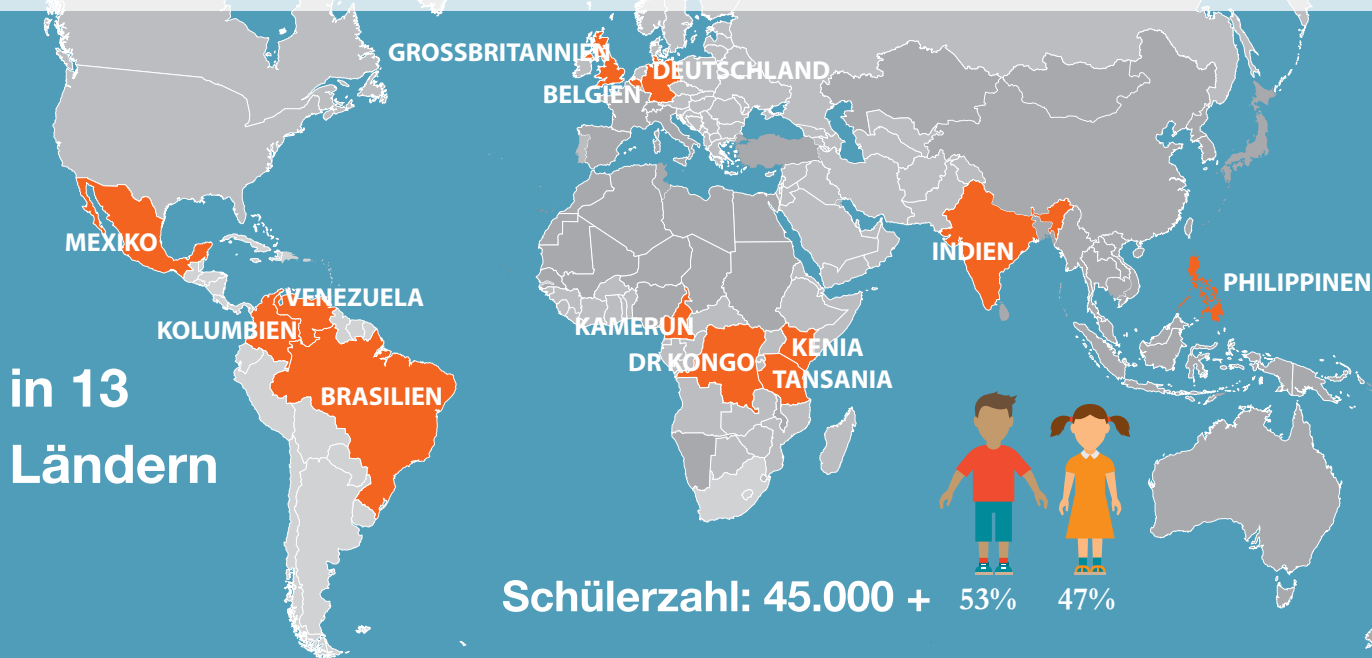 GROSSBRITANNIEN
DEUTSCHLAND
BELGIEN
MEXIKO
INDIEN
PHILIPPINEN
VENEZUELA
KOLUMBIEN
KAMERUN
KENIA
DR KONGO
TANSANIA
BRASILIEN
in 13
Ländern
Schülerzahl: 45.000 + 53% 47%